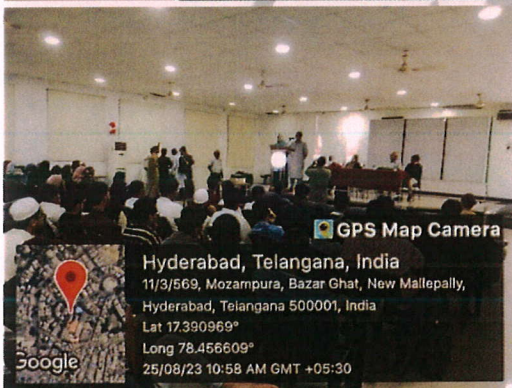 GPS Map Camera
Hyderabad, Telangana, India
11/3/569, Mozampura, Bazar Ghat, New Mallepally,
Hyderabad, Telangana 500001, India
Lat 17.390969°
Long 78.456609°
25/08/23 10:58 AM GMT +05:30
Google